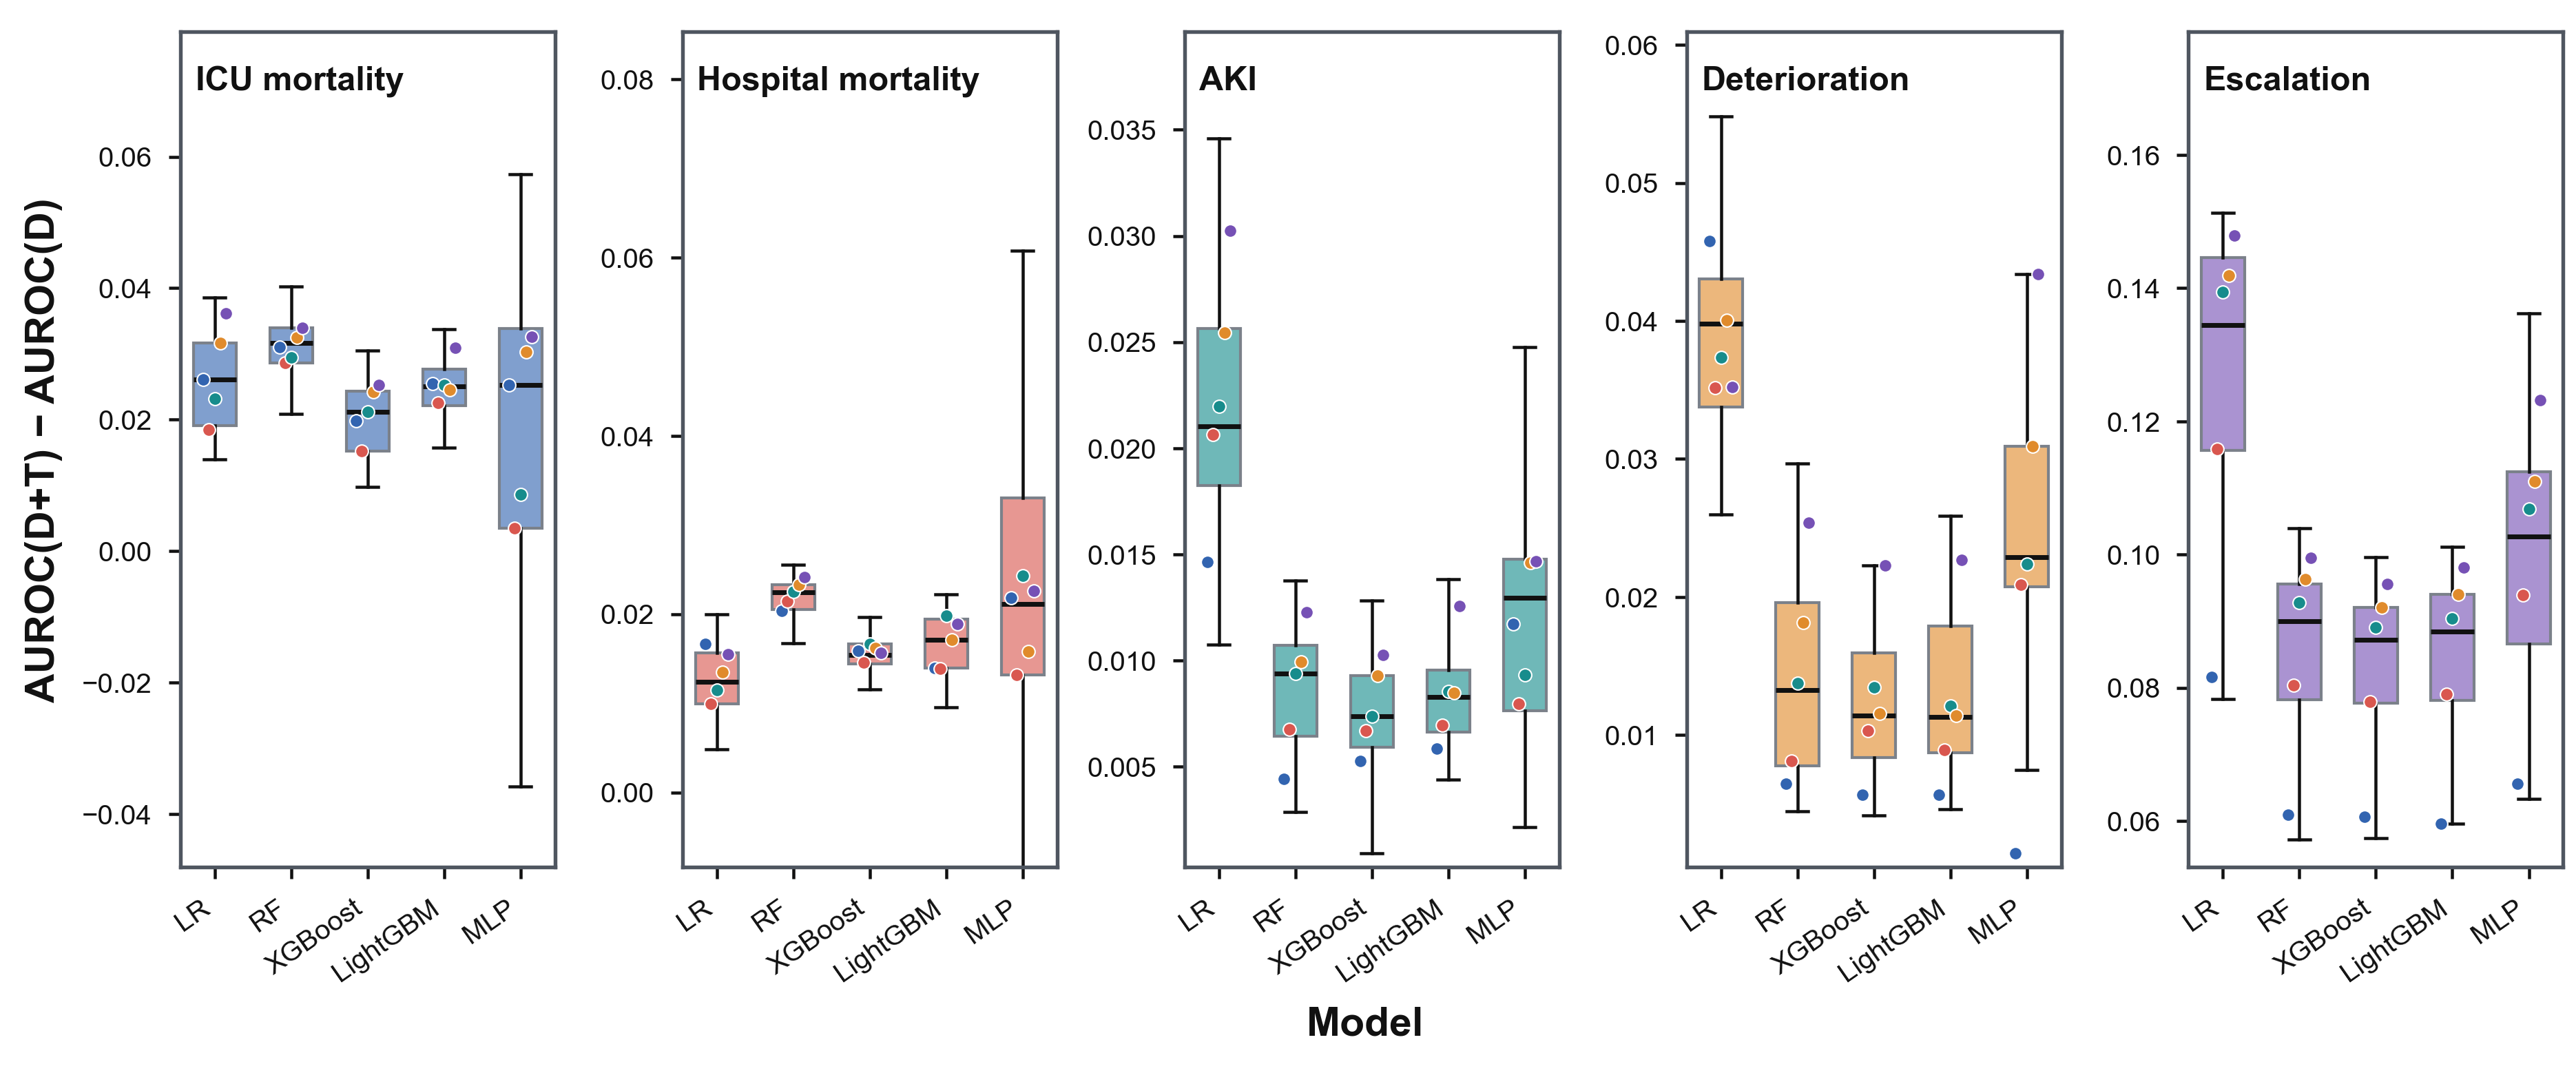 AUROC(D+T) − AUROC(D)
ICU mortality
0.06
0.04
0.02
0.00
−0.02
−0.04
LR
RF
XGBoost
LightGBM
MLP
Hospital mortality
0.08
0.06
0.04
0.02
0.00
LR
RF
XGBoost
LightGBM
MLP
AKI
0.035
0.030
0.025
0.020
0.015
0.010
0.005
LR
RF
XGBoost
LightGBM
MLP
Deterioration
0.06
0.05
0.04
0.03
0.02
0.01
LR
RF
XGBoost
LightGBM
MLP
Escalation
0.16
0.14
0.12
0.10
0.08
0.06
LR
RF
XGBoost
LightGBM
MLP
Model